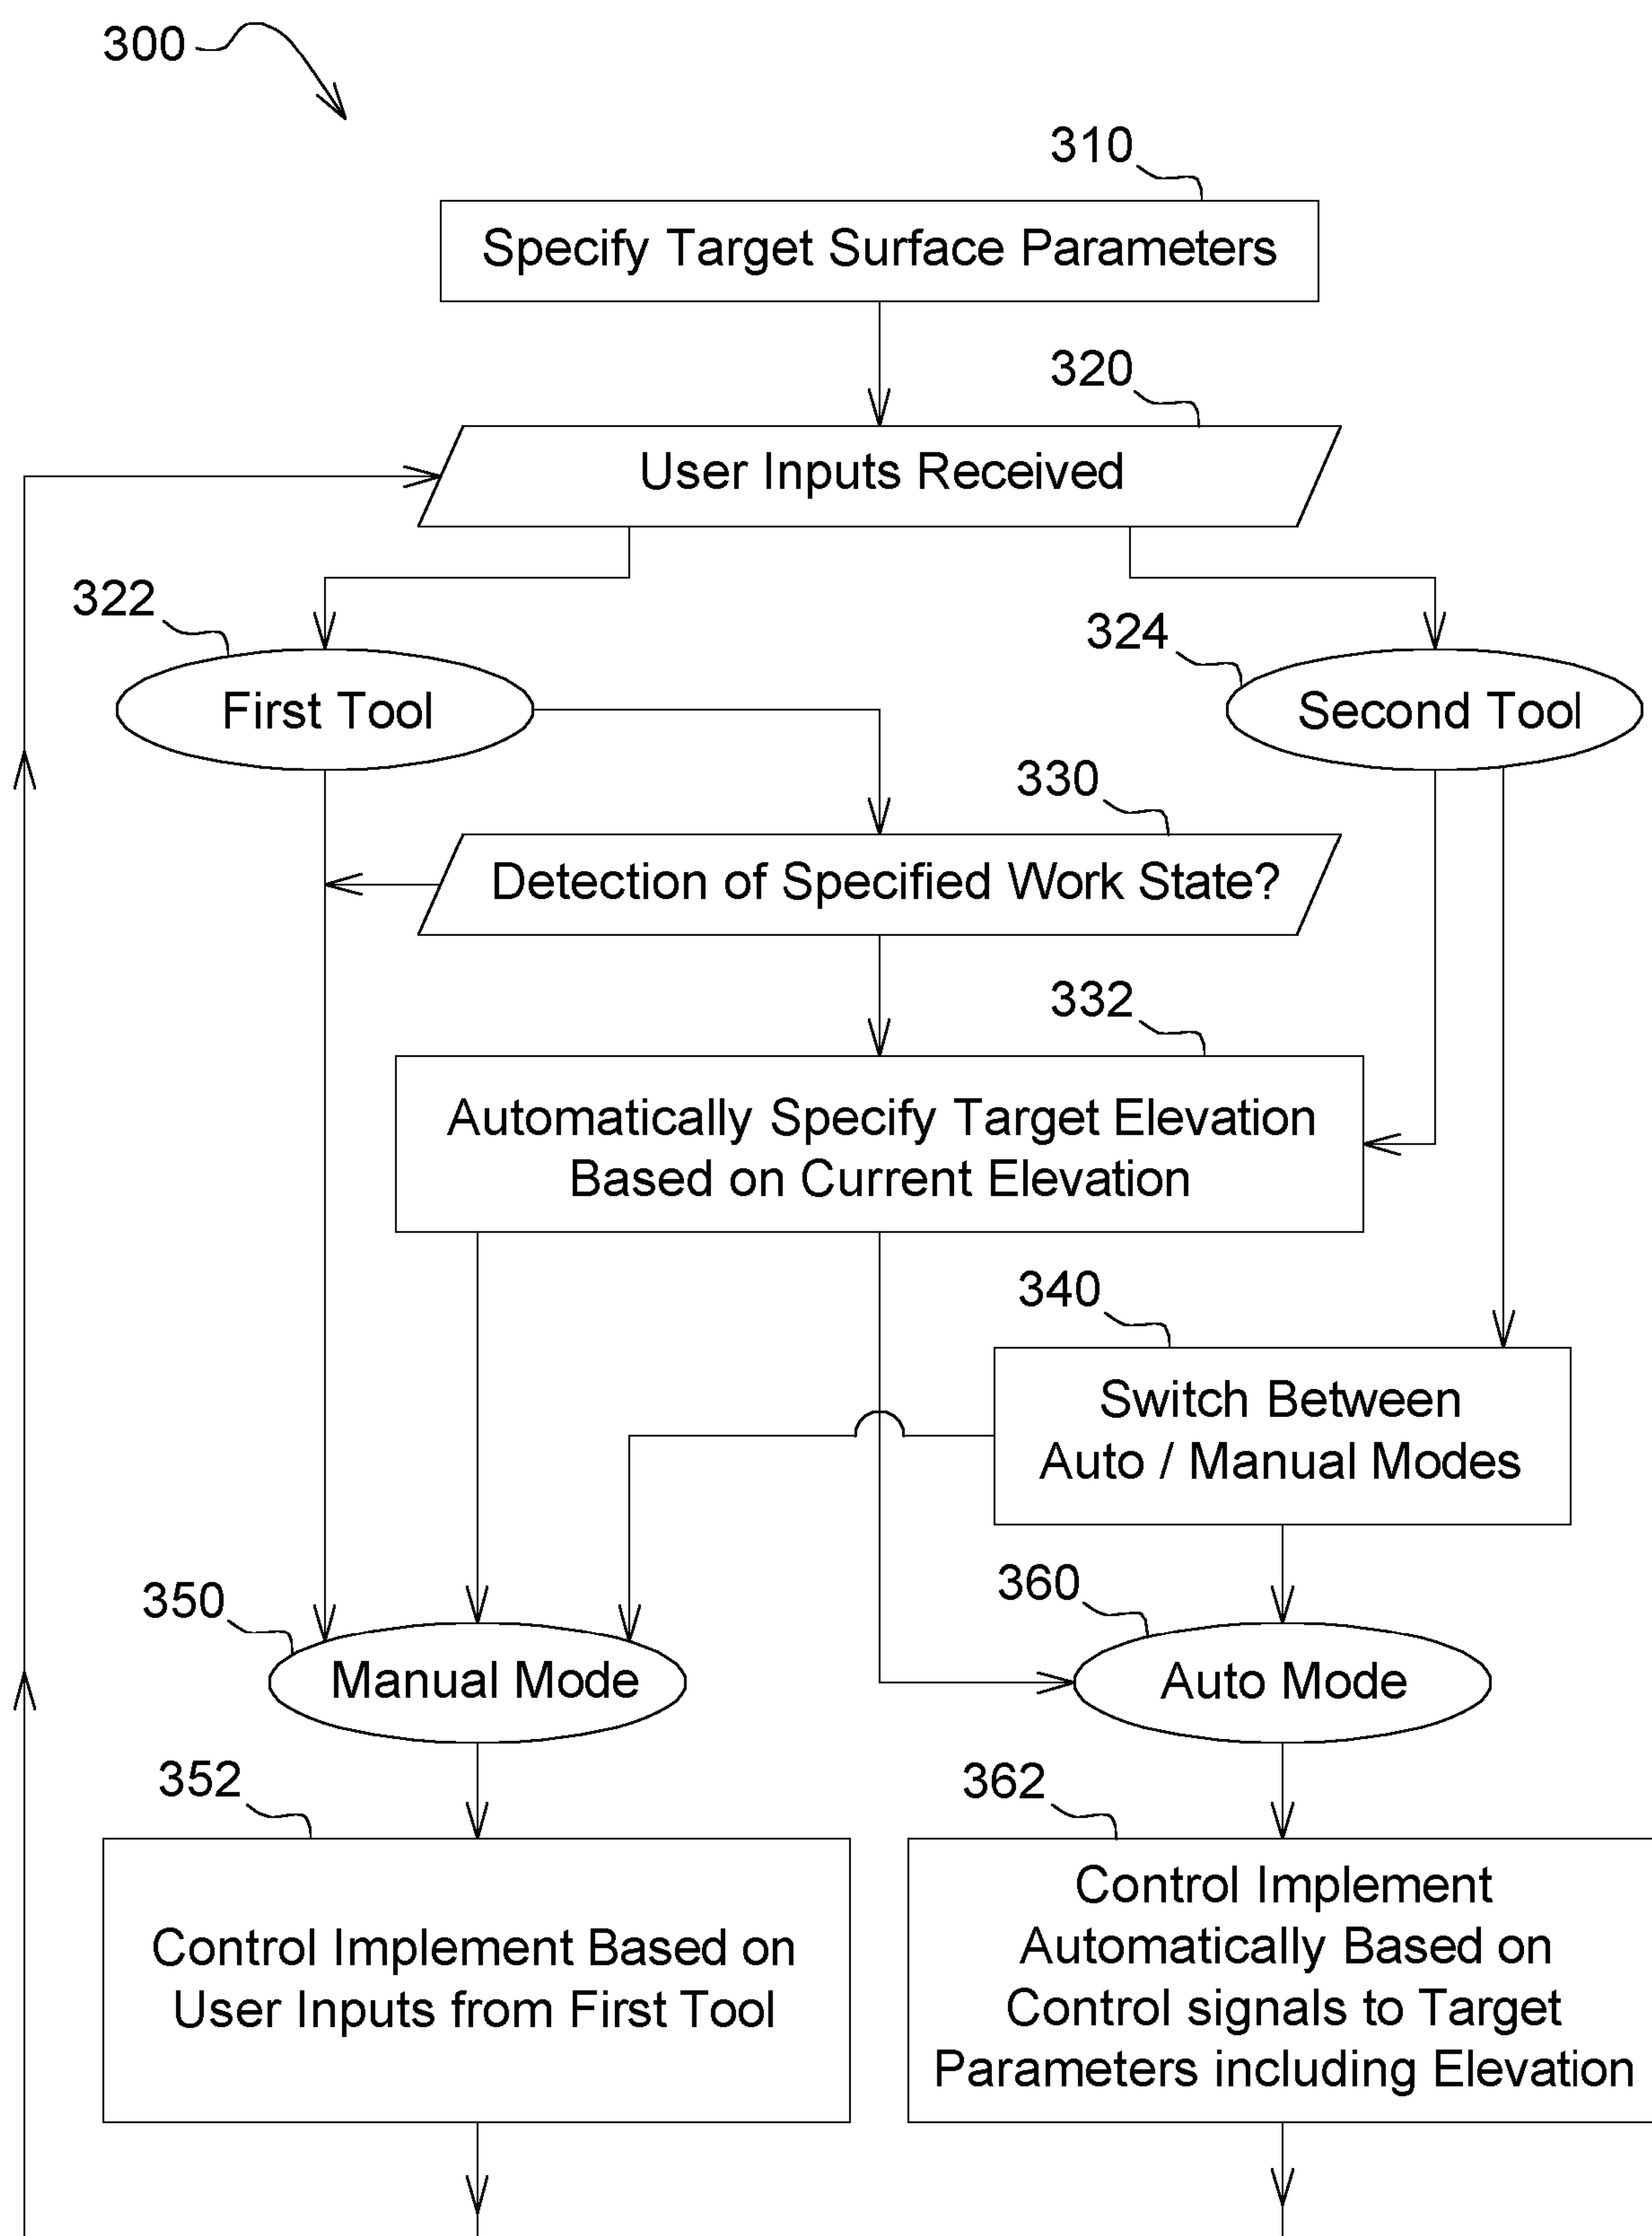 300
310
Specify Target Surface Parameters
320
User Inputs Received
322
324
First Tool
Second Tool
330
Detection of Specified Work State?
332
Automatically Specify Target Elevation
Based on Current Elevation
340
Switch Between
Auto / Manual Modes
350
360
Manual Mode
Auto Mode
352
362
Control Implement Based on
User Inputs from First Tool
Control Implement
Automatically Based on
Control signals to Target
Parameters including Elevation